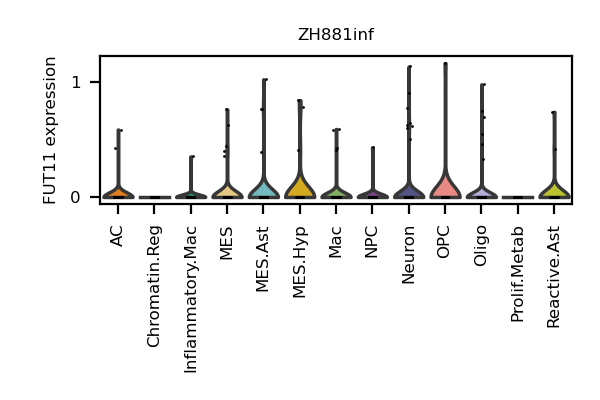 ZH881inf
FUT11 expression
1
0
AC
Chromatin.Reg
Inflammatory.Mac
MES
MES.Ast
MES.Hyp
Mac
NPC
Neuron
OPC
Oligo
Prolif.Metab
Reactive.Ast